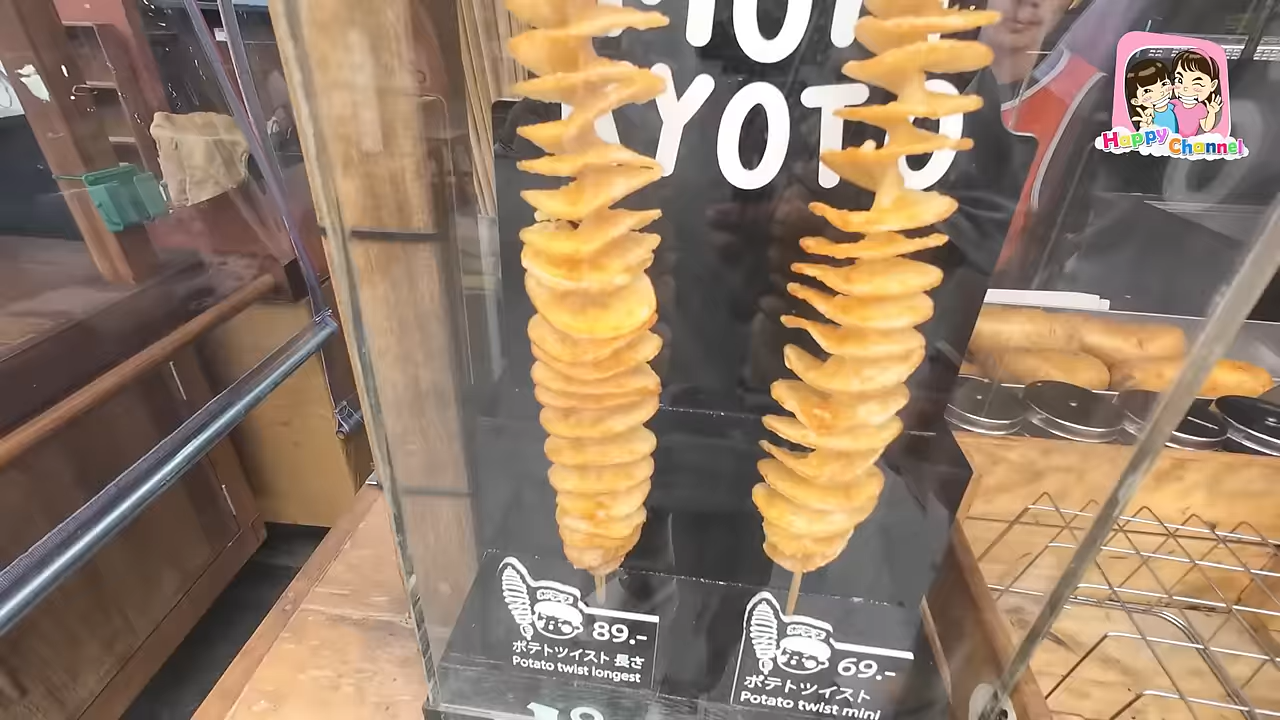 YOTO
Happy
Channel
89.-
ポテトツイスト 長さ
Potato twist longest
69.-
ポテトツイスト
Potato twist mini